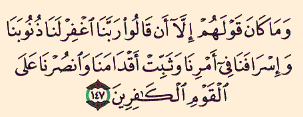 وَمَا كَانَ قَوْلَهُمْ إِلَّآ أَن قَالُوا۟ رَبَّنَا ٱغْفِرْ لَنَا ذُنُوبَنَا
وَإِسْرَافَنَا فِىٓ أَمْرِنَا وَثَبِّتْ أَقْدَامَنَا وَٱنصُرْنَا عَلَى
ٱلْقَوْمِ ٱلْكَـٰفِرِينَ ١٤٧